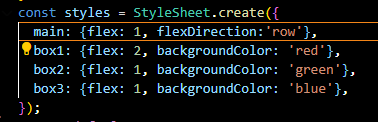 const styles = StyleSheet.create({
main: {flex: 1, flexDirection:'row'},
box1: {flex: 2, backgroundColor: 'red'},
box2: {flex: 1, backgroundColor: 'green'},
box3: {flex: 1, backgroundColor: 'blue'},
});